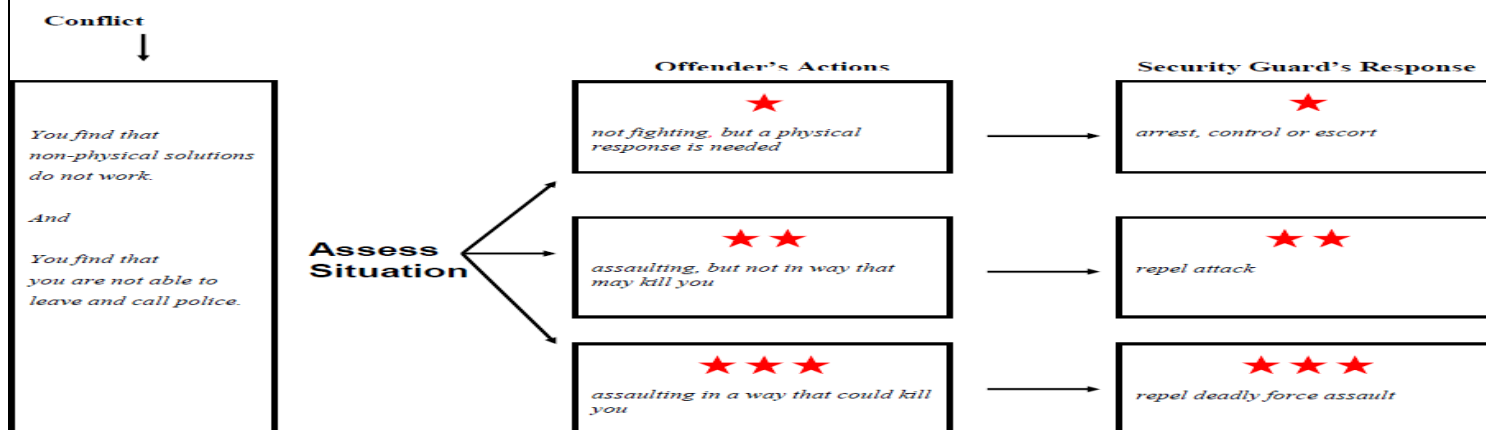 Conflict
You find that
non-physical solutions
do not work.
And
You find that
you are not able to
leave and call police.
Assess
Situation
Offender's Actions
not fighting, but a physical
response is needed
assaulting, but not in way that
may kill you
assaulting in a way that could kill
you
Security Guard's Response
arrest, control or escort
repel attack
repel deadly force assault